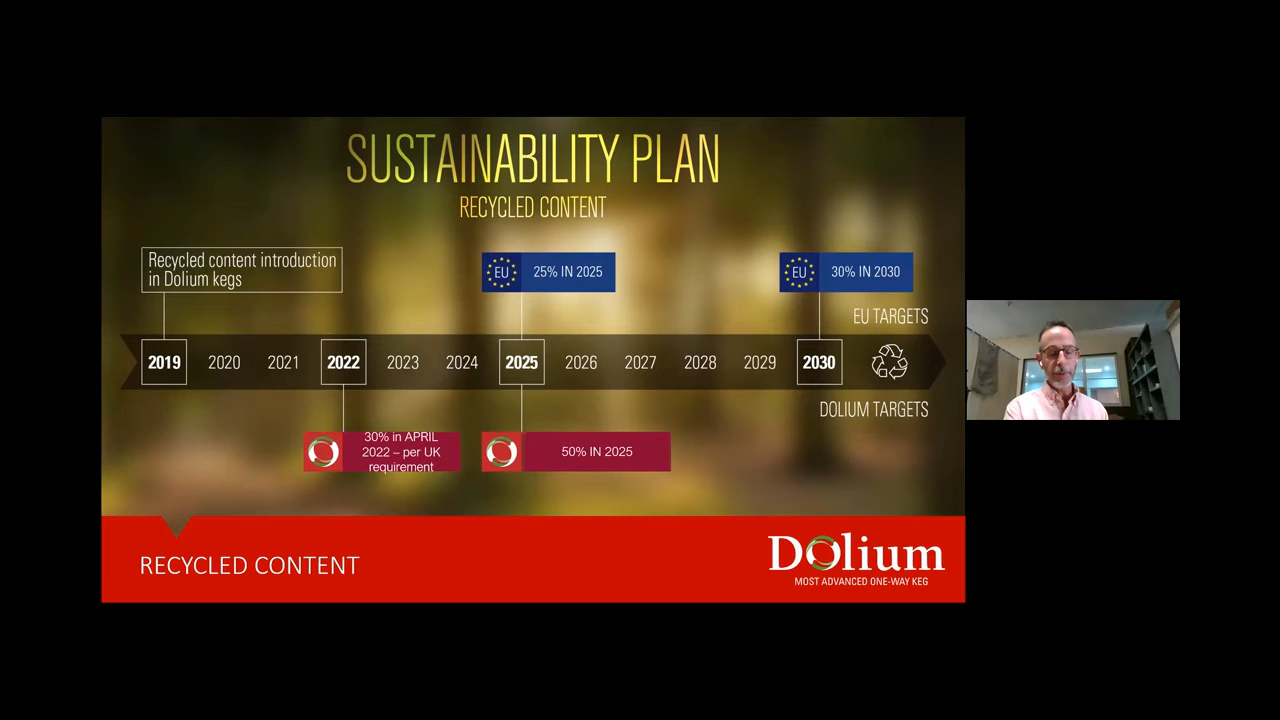 SUSTAINABILITY PLAN
RECYCLED CONTENT
Recycled content introduction
in Dolium kegs
EU
25% IN 2025
EU
30% IN 2030
EU TARGETS
2019 2020 2021 2022 2023 2024 2025 2026 2027 2028 2029 2030
DOLIUM TARGETS
30% in APRIL
2022 – per UK
requirement
50% IN 2025
RECYCLED CONTENT
Dolium
MOST ADVANCED ONE-WAY KEG